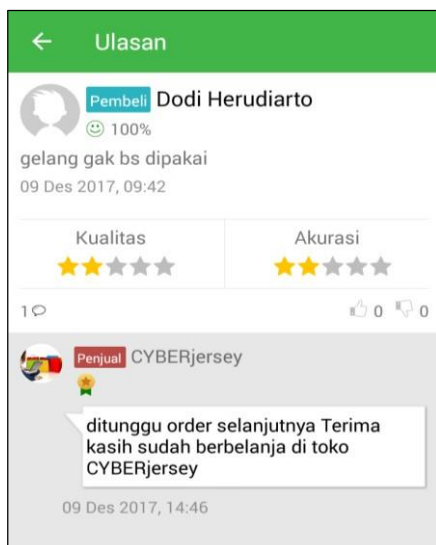 Ulasan
Pembeli Dodi Herudiarto
100%
gelang gak bs dipakai
09 Des 2017, 09:42
Kualitas Akurasi
1 0 0
Penjual CYBERjersey
ditunggu order selanjutnya Terima
kasih sudah berbelanja di toko
CYBERjersey
09 Des 2017, 14:46